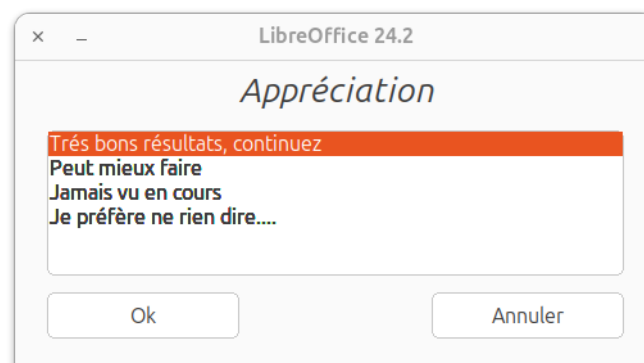 LibreOffice 24.2
Appréciation
Trés bons résultats, continuez
Peut mieux faire
Jamais vu en cours
Je préfère ne rien dire....
Ok
Annuler